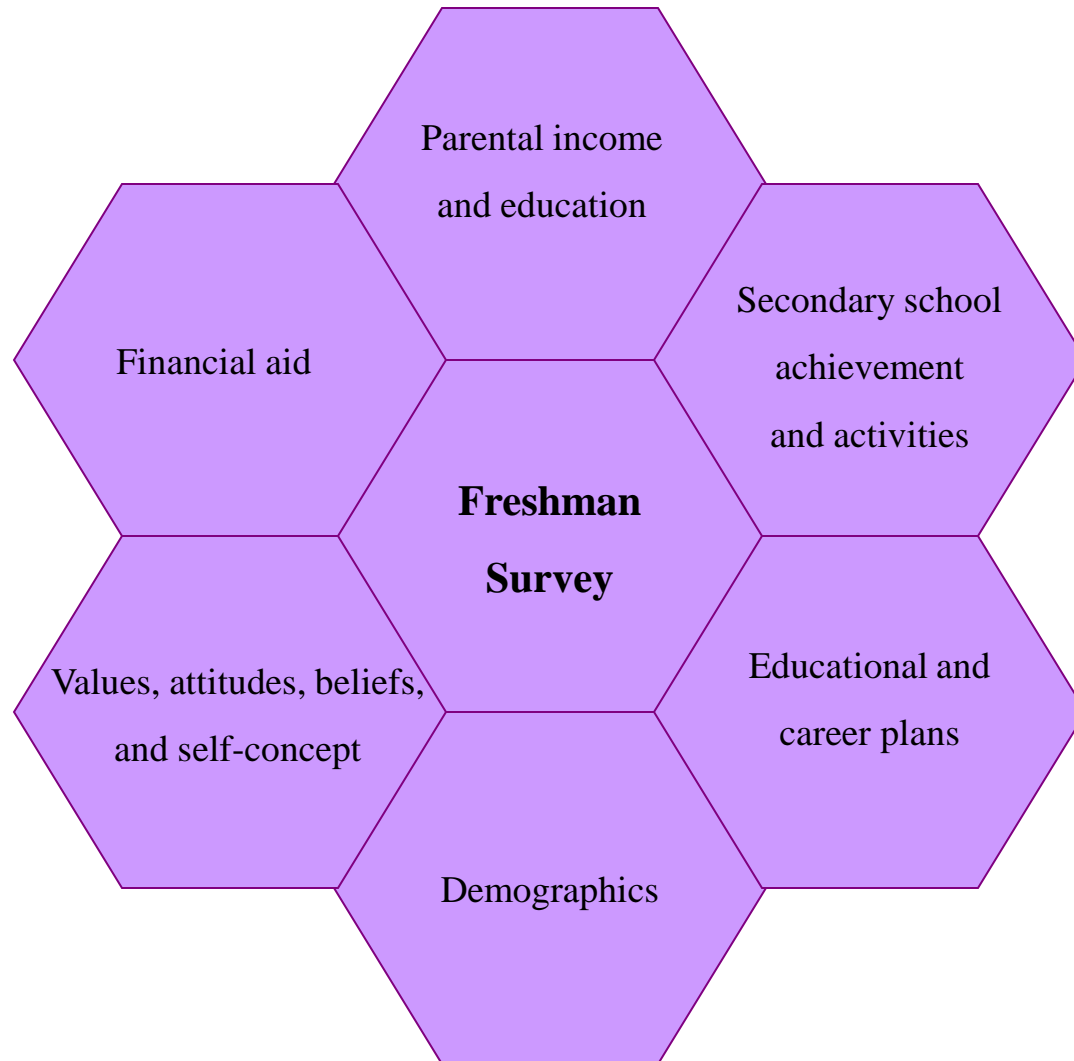 Parental income
and education
Secondary school
achievement
and activities
Financial aid
Freshman
Survey
Educational and
career plans
Values, attitudes, beliefs,
and self-concept
Demographics